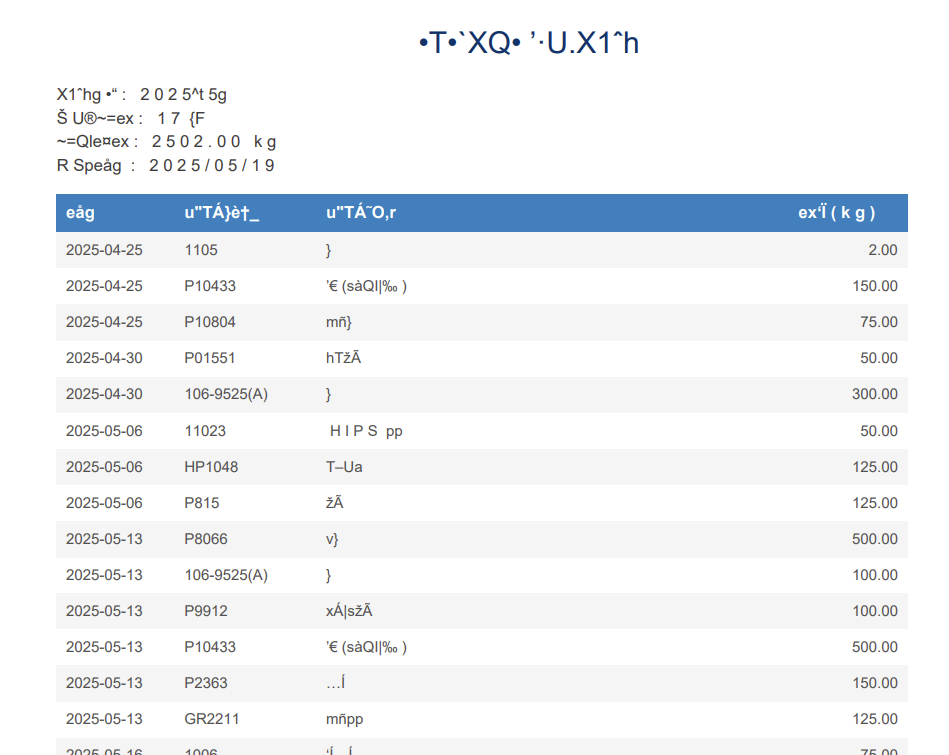 •T•`XQ• ’·U.X1ˆh
X1ˆhg •“ : 2 0 2 5^t 5g
Š U®~=ex : 1 7 {F
~=Qle¤ex : 2 5 0 2 . 0 0 k g
R Speåg : 2 0 2 5 / 0 5 / 1 9
eåg u"TÁ}è†_ u"TÁ˜O‚r ex‘Ï ( k g )
2025-04-25 1105 } 2.00
2025-04-25 P10433 '€ (sàQI|‰ ) 150.00
2025-04-25 P10804 mñ} 75.00
2025-04-30 P01551 hTžÃ 50.00
2025-04-30 106-9525(A) } 300.00
2025-05-06 11023 H I P S pp 50.00
2025-05-06 HP1048 T–Ua 125.00
2025-05-06 P815 žÃ 125.00
2025-05-13 P8066 v} 500.00
2025-05-13 106-9525(A) } 100.00
2025-05-13 P9912 xÁ|sžÃ 100.00
2025-05-13 P10433 '€ (sàQI|‰ ) 500.00
2025-05-13 P2363 …Í 150.00
2025-05-13 GR2211 mñpp 125.00
2025-05-16 1006 ‘Í…Í 75.00